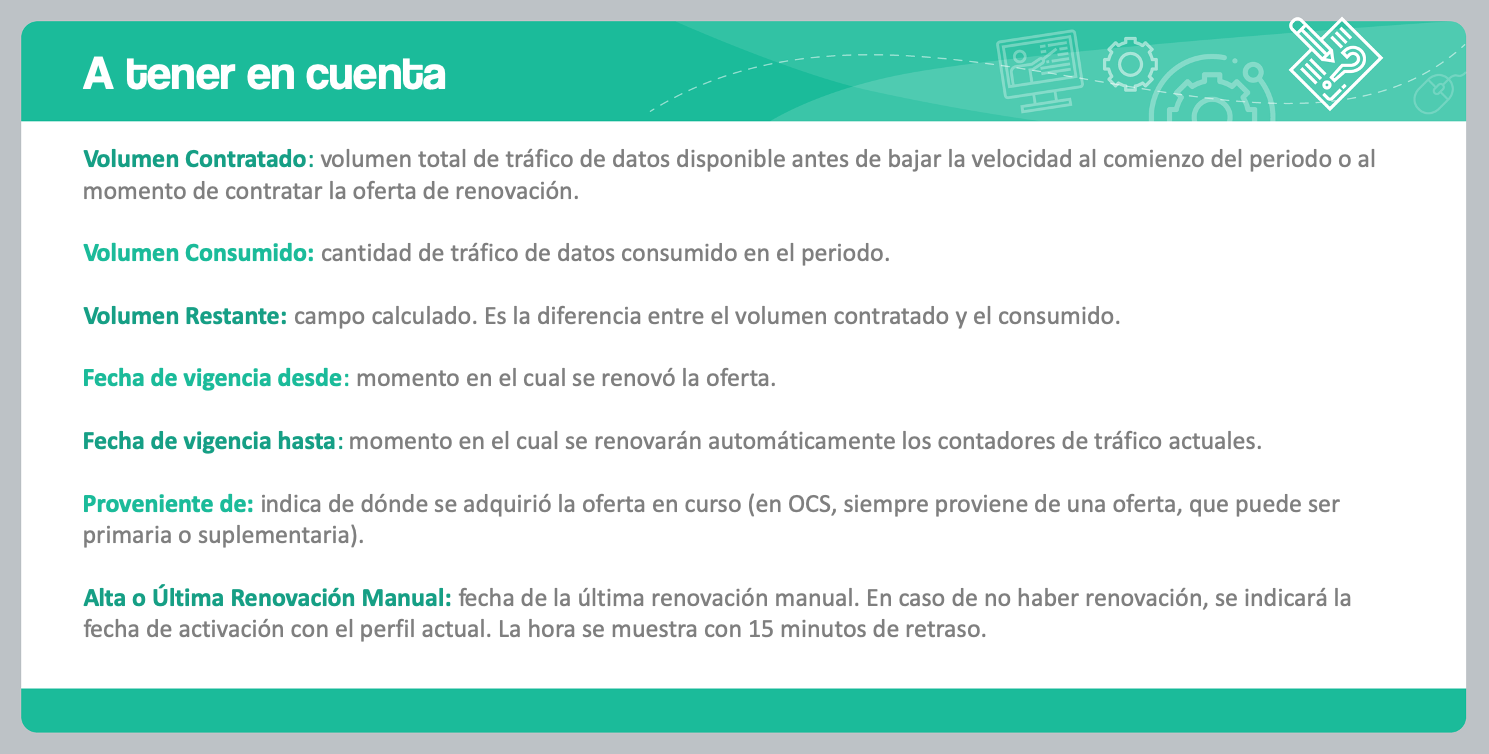 A tener en cuenta
Volumen Contratado: volumen total de tráfico de datos disponible antes de bajar la velocidad al comienzo del periodo o al
momento de contratar la oferta de renovación.
Volumen Consumido: cantidad de tráfico de datos consumido en el periodo.
Volumen Restante: campo calculado. Es la diferencia entre el volumen contratado y el consumido.
Fecha de vigencia desde: momento en el cual se renovó la oferta.
Fecha de vigencia hasta: momento en el cual se renovarán automáticamente los contadores de tráfico actuales.
Proveniente de: indica de dónde se adquirió la oferta en curso (en OCS, siempre proviene de una oferta, que puede ser
primaria o suplementaria).
Alta o Última Renovación Manual: fecha de la última renovación manual. En caso de no haber renovación, se indicará la
fecha de activación con el perfil actual. La hora se muestra con 15 minutos de retraso.